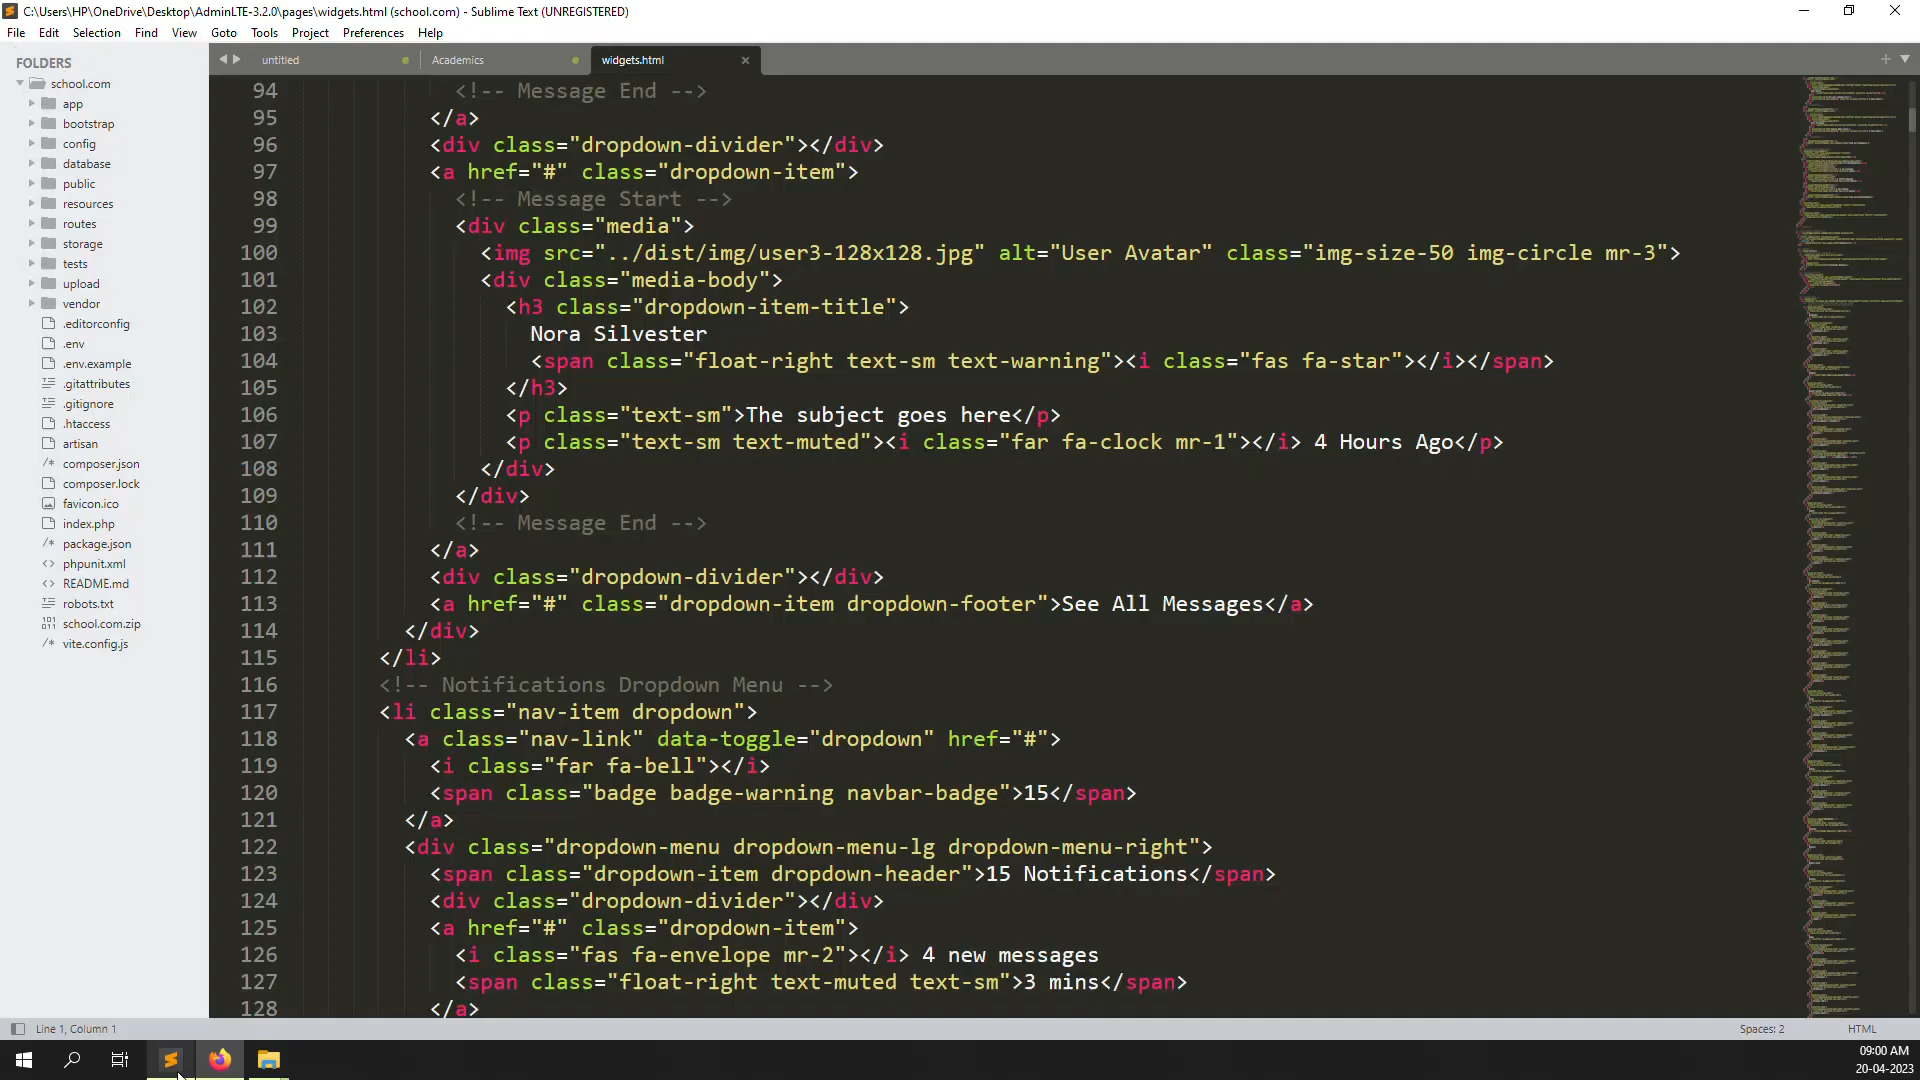 C:\Users\HP\OneDrive\Desktop\AdminLTE-3.2.0\pages\widgets.html (school.com) - Sublime Text (UNREGISTERED)
File Edit Selection Find View Goto Tools Project Preferences Help
FOLDERS
school.com
app
bootstrap
config
database
public
resources
routes
storage
tests
upload
vendor
.editorconfig
.env
.env.example
.gitattributes
.gitignore
.htaccess
artisan
composer.json
composer.lock
favicon.ico
index.php
package.json
phpunit.xml
README.md
robots.txt
school.com.zip
vite.config.js
untitled Academics widgets.html
94 <!-- Message End -->
95 </a>
96 <div class="dropdown-divider"></div>
97 <a href="#" class="dropdown-item">
98 <!-- Message Start -->
99 <div class="media">
100 <img src="../dist/img/user3-128x128.jpg" alt="User Avatar" class="img-size-50 img-circle mr-3">
101 <div class="media-body">
102 <h3 class="dropdown-item-title">
103 Nora Silvester
104 <span class="float-right text-sm text-warning"><i class="fas fa-star"></i></span>
105 </h3>
106 <p class="text-sm">The subject goes here</p>
107 <p class="text-sm text-muted"><i class="far fa-clock mr-1"></i> 4 Hours Ago</p>
108 </div>
109 </div>
110 <!-- Message End -->
111 </a>
112 <div class="dropdown-divider"></div>
113 <a href="#" class="dropdown-item dropdown-footer">See All Messages</a>
114 </div>
115 </li>
116 <!-- Notifications Dropdown Menu -->
117 <li class="nav-item dropdown">
118 <a class="nav-link" data-toggle="dropdown" href="#">
119 <i class="far fa-bell"></i>
120 <span class="badge badge-warning navbar-badge">15</span>
121 </a>
122 <div class="dropdown-menu dropdown-menu-lg dropdown-menu-right">
123 <span class="dropdown-item dropdown-header">15 Notifications</span>
124 <div class="dropdown-divider"></div>
125 <a href="#" class="dropdown-item">
126 <i class="fas fa-envelope mr-2"></i> 4 new messages
127 <span class="float-right text-muted text-sm">3 mins</span>
128 </a>
Line 1, Column 1 Spaces: 2 HTML
09:00 AM
20-04-2023